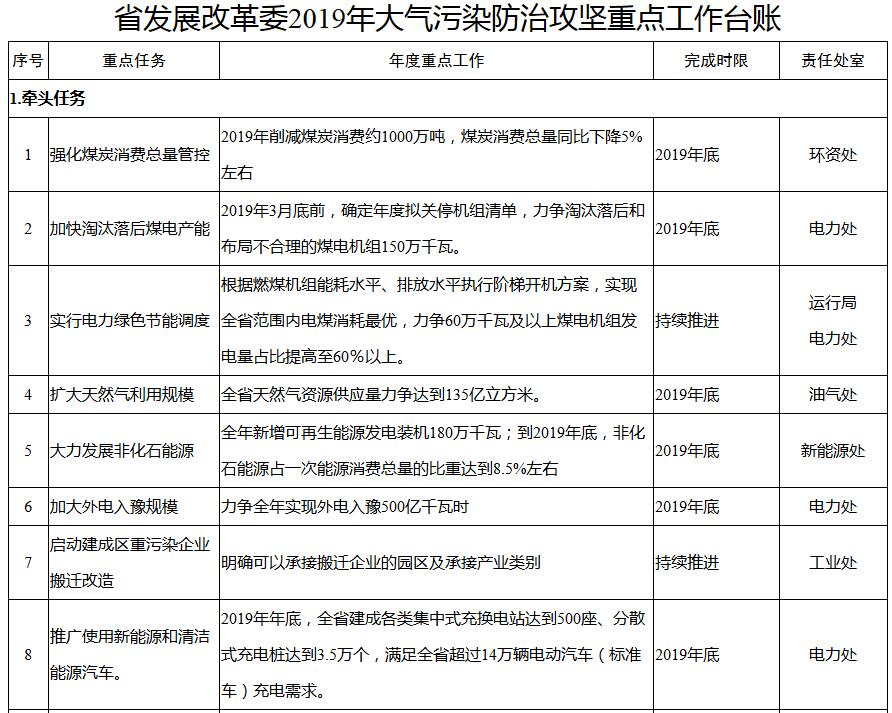 省发展改革委2019年大气污染防治攻坚重点工作台账
序号 重点任务 年度重点工作 完成时限 责任处室
1.牵头任务
1 强化煤炭消费总量管控 2019年削减煤炭消费约1000万吨，煤炭消费总量同比下降5%
左右 2019年底 环资处
2 加快淘汰落后煤电产能 2019年3月底前，确定年度拟关停机组清单，力争淘汰落后和
布局不合理的煤电机组150万千瓦。 2019年底 电力处
3 实行电力绿色节能调度 根据燃煤机组能耗水平、排放水平执行阶梯开机方案，实现
全省范围内电煤消耗最优，力争60万千瓦及以上煤电机组发
电量占比提高至60%以上。 持续推进 运行局
电力处
4 扩大天然气利用规模 全省天然气资源供应量力争达到135亿立方米。 2019年底 油气处
5 大力发展非化石能源 全年新增可再生能源发电装机180万千瓦；到2019年底，非化
石能源占一次能源消费总量的比重达到8.5%左右 2019年底 新能源处
6 加大外电入豫规模 力争全年实现外电入豫500亿千瓦时 2019年底 电力处
7 启动建成区重污染企业
搬迁改造 明确可以承接搬迁企业的园区及承接产业类别 持续推进 工业处
8 推广使用新能源和清洁
能源汽车。 2019年年底，全省建成各类集中式充换电站达到500座、分散
式充电桩达到3.5万个，满足全省超过14万辆电动汽车（标准
车）充电需求。 2019年底 电力处